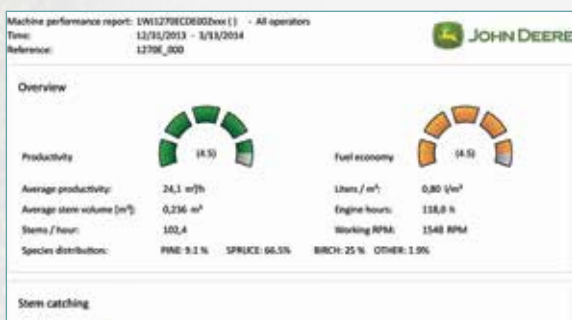 Machine performance report: ( ) - All operators
Time: 12/31/2013 - 3/13/2014
Reference: 1270E_000
JOHN DEERE
Overview
Productivity (4.5) Fuel economy (4.5)
Average productivity: 24,1 m³/h Liters / m³: 0,80 l/m³
Average stem volume [m³]: 0,236 m³ Engine hours: 118,0 h
Stems / hour: 102,4 Working RPM: 1548 RPM
Species distribution: PINE: 9.1 % SPRUCE: 66.5% BIRCH: 25 % OTHER: 1.9%
Stem catching